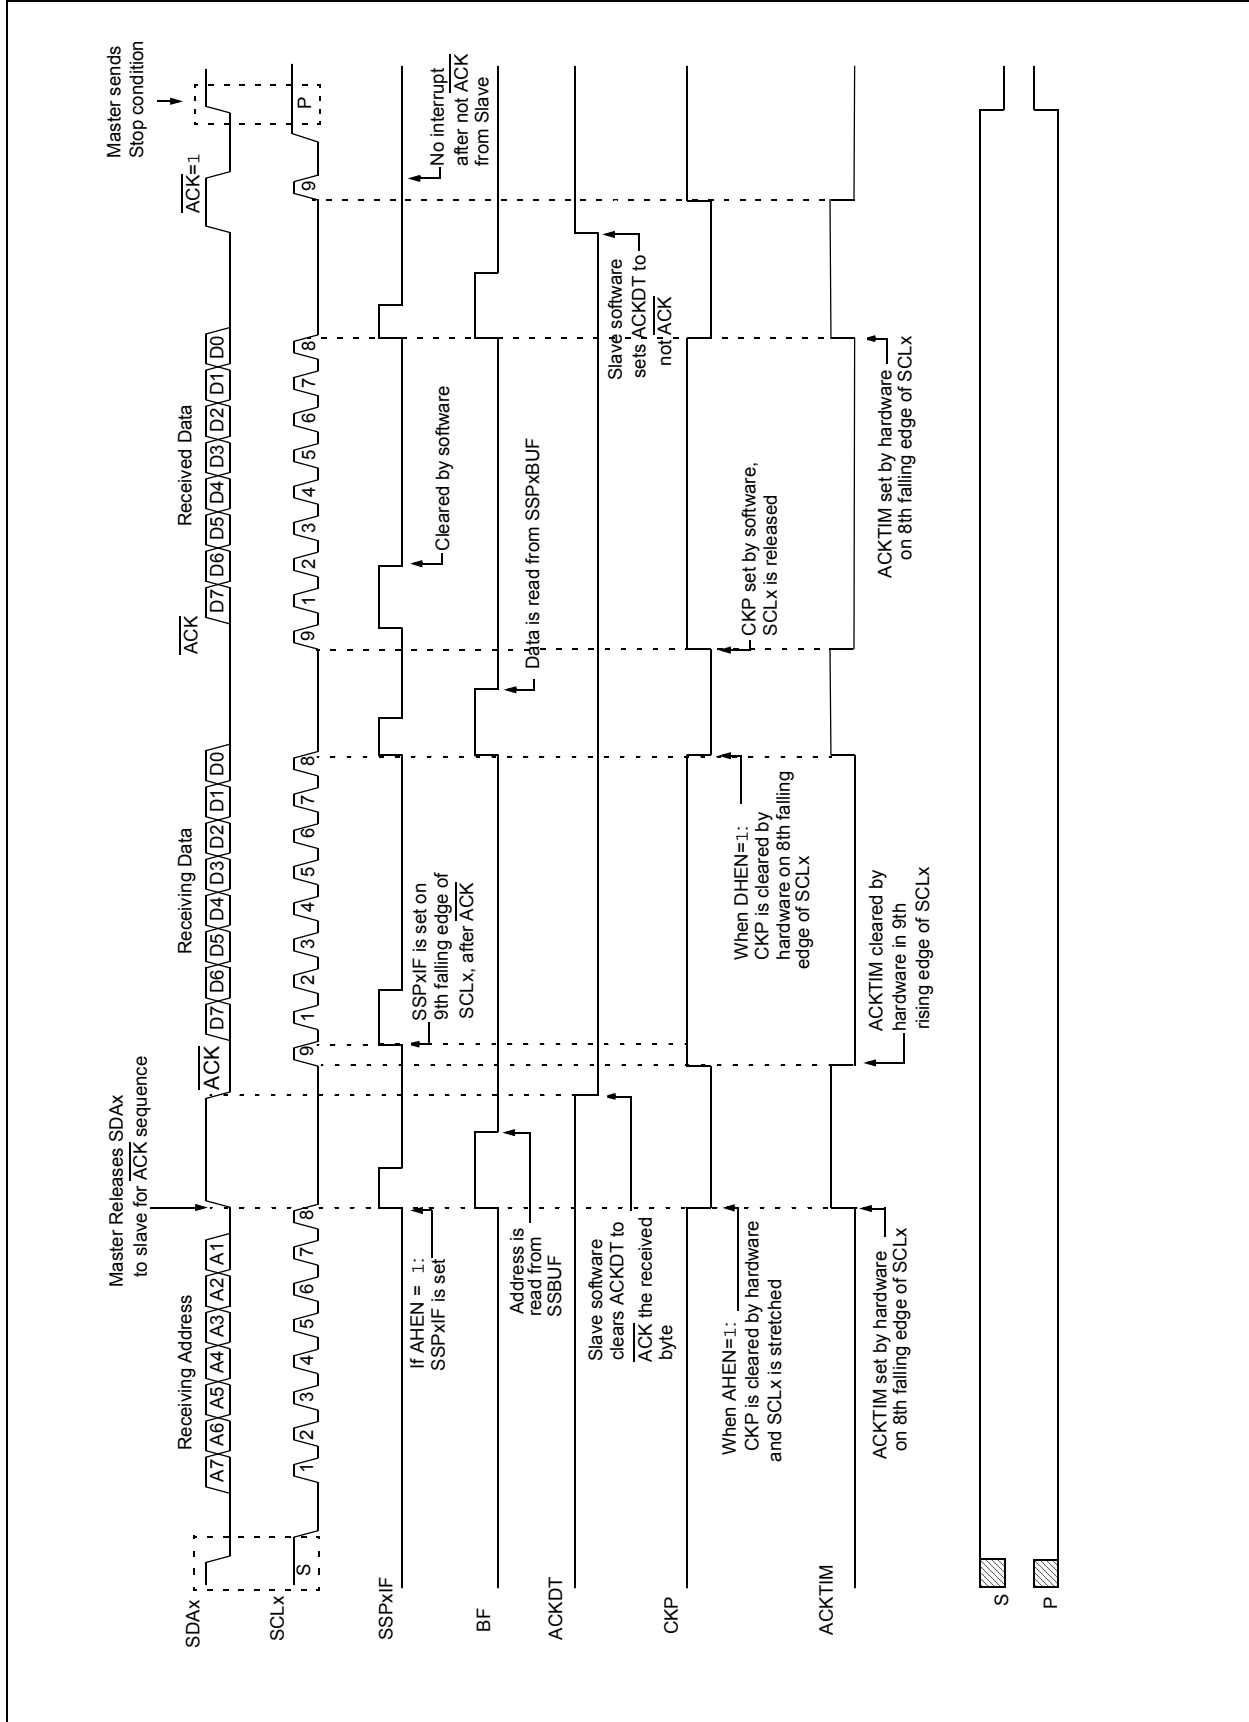 Master Releases SDAx
to slave for ACK sequence
Master sends
Stop condition
Receiving Address
Receiving Data
Received Data
ACK
ACK
ACK=1
SDAx
A7 A6 A5 A4 A3 A2 A1
D7 D6 D5 D4 D3 D2 D1 D0
D7 D6 D5 D4 D3 D2 D1 D0
SCLx
S 1 2 3 4 5 6 7 8 9 1 2 3 4 5 6 7 8 9 1 2 3 4 5 6 7 8 9 P
SSPxIF
If AHEN = 1:
SSPxIF is set
SSPxIF is set on
9th falling edge of
SCLx, after ACK
Cleared by software
No interrupt
after not ACK
from Slave
BF
Address is
read from
SSBUF
Data is read from SSPxBUF
ACKDT
Slave software
clears ACKDT to
ACK the received
byte
Slave software
sets ACKDT to
not ACK
CKP
When AHEN=1:
CKP is cleared by hardware
and SCLx is stretched
When DHEN=1:
CKP is cleared by
hardware on 8th falling
edge of SCLx
CKP set by software,
SCLx is released
ACKTIM
ACKTIM set by hardware
on 8th falling edge of SCLx
ACKTIM cleared by
hardware in 9th
rising edge of SCLx
ACKTIM set by hardware
on 8th falling edge of SCLx
S
P